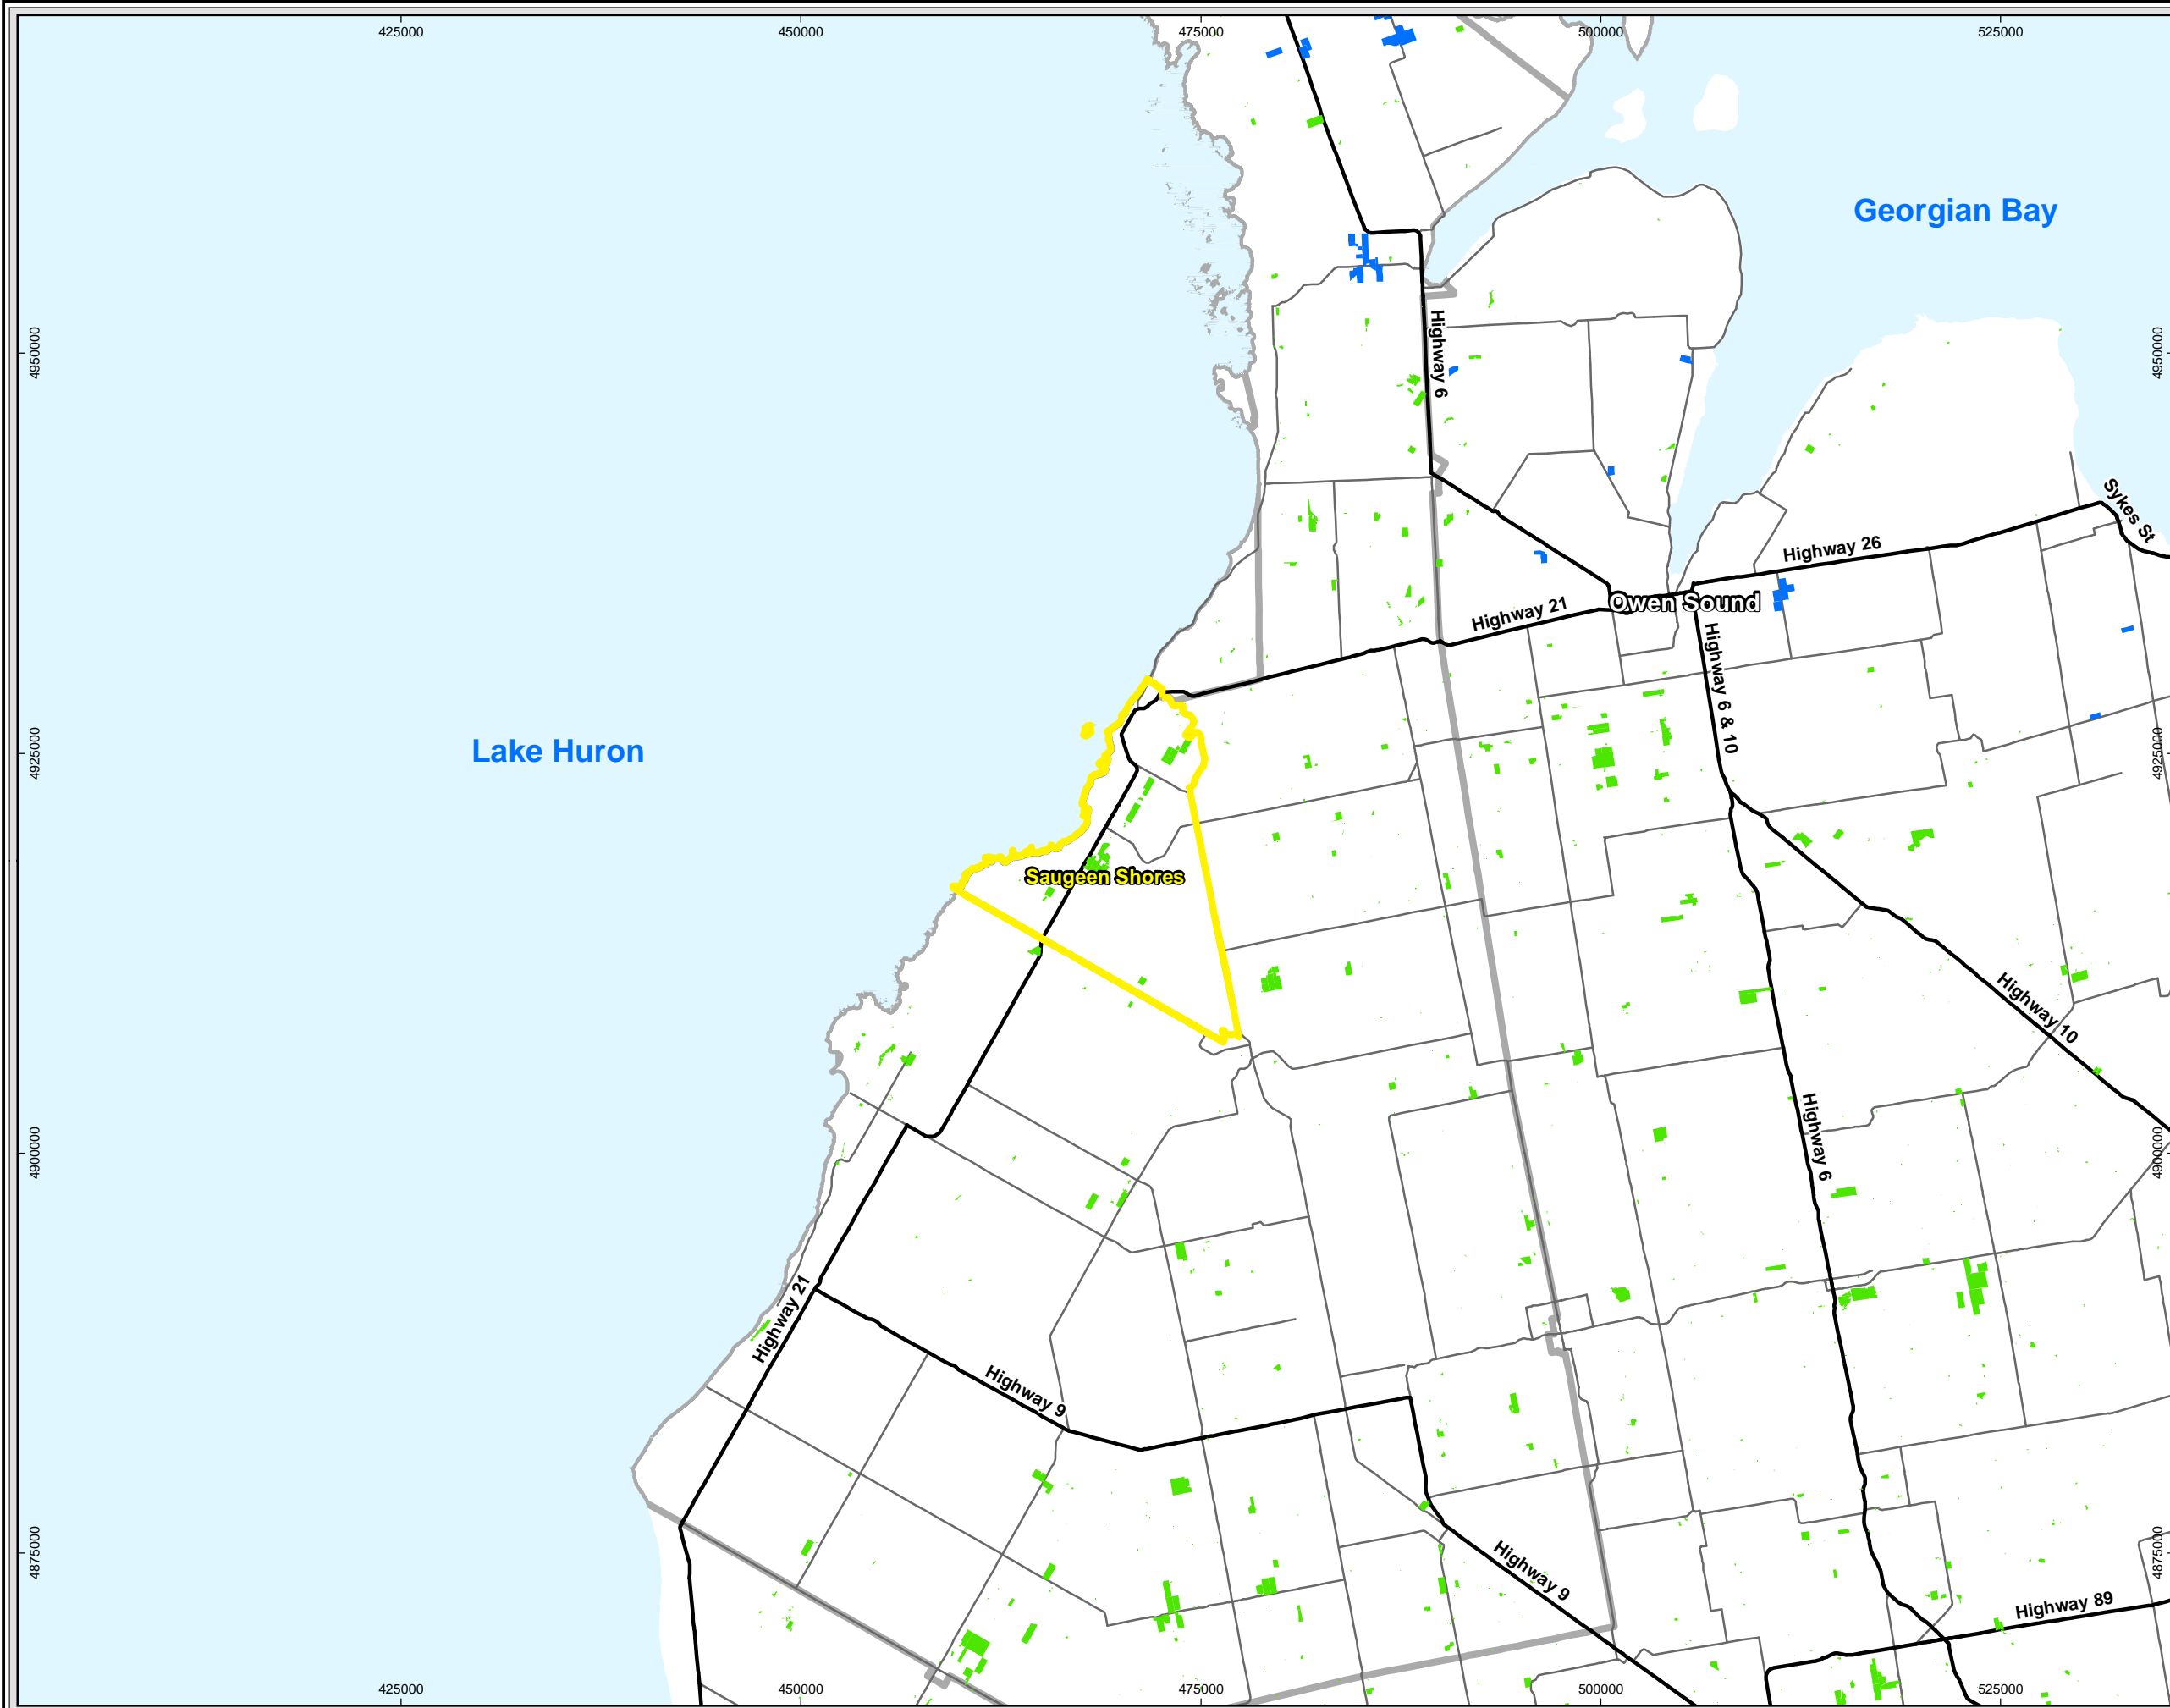 425000 450000 475000 500000 525000
Georgian Bay
4950000 4950000
Highway 6
Sykes St
Highway 26
Highway 21
Owen Sound
Highway 6 & 10
Lake Huron
4925000 4925000
Saugeen Shores
Highway 10
Highway 6
4900000 4900000
Highway 21
Highway 9
4875000 4875000
Highway 9
Highway 89
425000 450000 475000 500000 525000